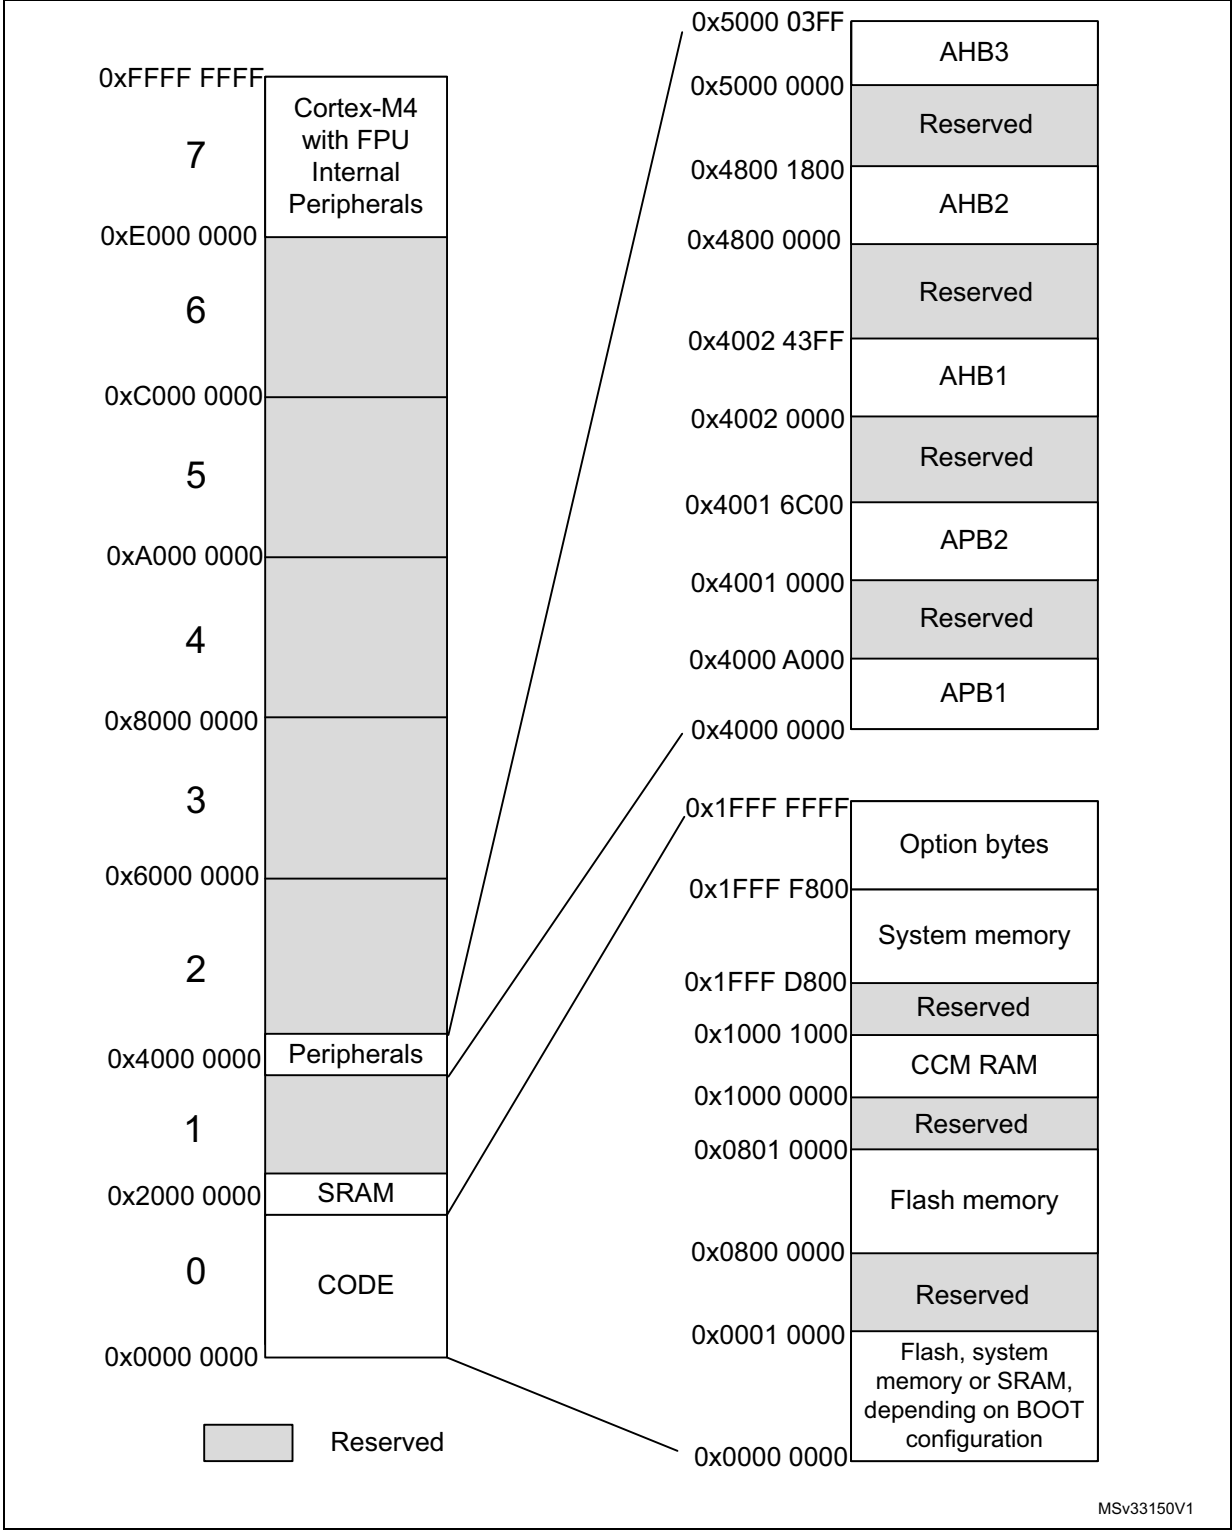 0xFFFF FFFF
Cortex-M4
with FPU
Internal
Peripherals
7
0xE000 0000
6
0xC000 0000
5
0xA000 0000
4
0x8000 0000
3
0x6000 0000
2
0x4000 0000
Peripherals
1
0x2000 0000
SRAM
0
CODE
0x0000 0000
Reserved
0x5000 03FF
AHB3
0x5000 0000
Reserved
0x4800 1800
AHB2
0x4800 0000
Reserved
0x4002 43FF
AHB1
0x4002 0000
Reserved
0x4001 6C00
APB2
0x4001 0000
Reserved
0x4000 A000
APB1
0x4000 0000
0x1FFF FFFF
Option bytes
0x1FFF F800
System memory
0x1FFF D800
Reserved
0x1000 1000
CCM RAM
0x1000 0000
Reserved
0x0801 0000
Flash memory
0x0800 0000
Reserved
0x0001 0000
Flash, system
memory or SRAM,
depending on BOOT
configuration
0x0000 0000
MSv33150V1